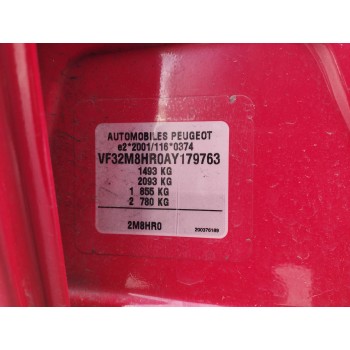 AUTOMOBILES PEUGEOT
e2*2001/116*0374
VF32M8HR0AY179763
1493 KG
2093 KG
1 855 KG
2 780 KG
2M8HR0